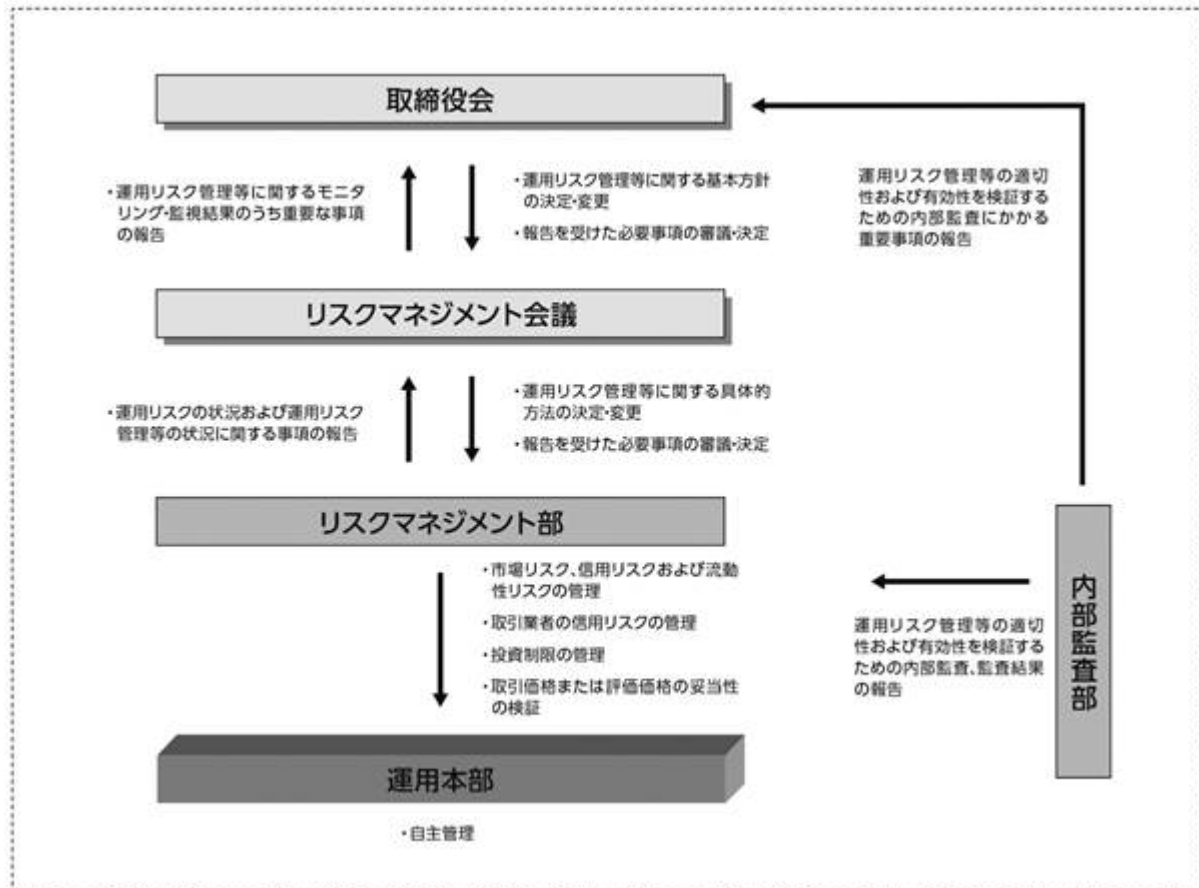 取締役会
・運用リスク管理等に関するモニタ
リング・監視結果のうち重要な事項
の報告
・運用リスク管理等に関する基本方針
の決定・変更
・報告を受けた必要事項の審議・決定
運用リスク管理等の適切
性および有効性を検証する
ための内部監査にかかる
重要事項の報告
リスクマネジメント会議
・運用リスクの状況および運用リスク
管理等の状況に関する事項の報告
・運用リスク管理等に関する具体的
方法の決定・変更
・報告を受けた必要事項の審議・決定
リスクマネジメント部
・市場リスク、信用リスクおよび流動
性リスクの管理
・取引業者の信用リスクの管理
・投資制限の管理
・取引価格または評価価格の妥当性
の検証
運用リスク管理等の適切
性および有効性を検証する
ための内部監査、監査結果
の報告
内部監査部
運用本部
・自主管理